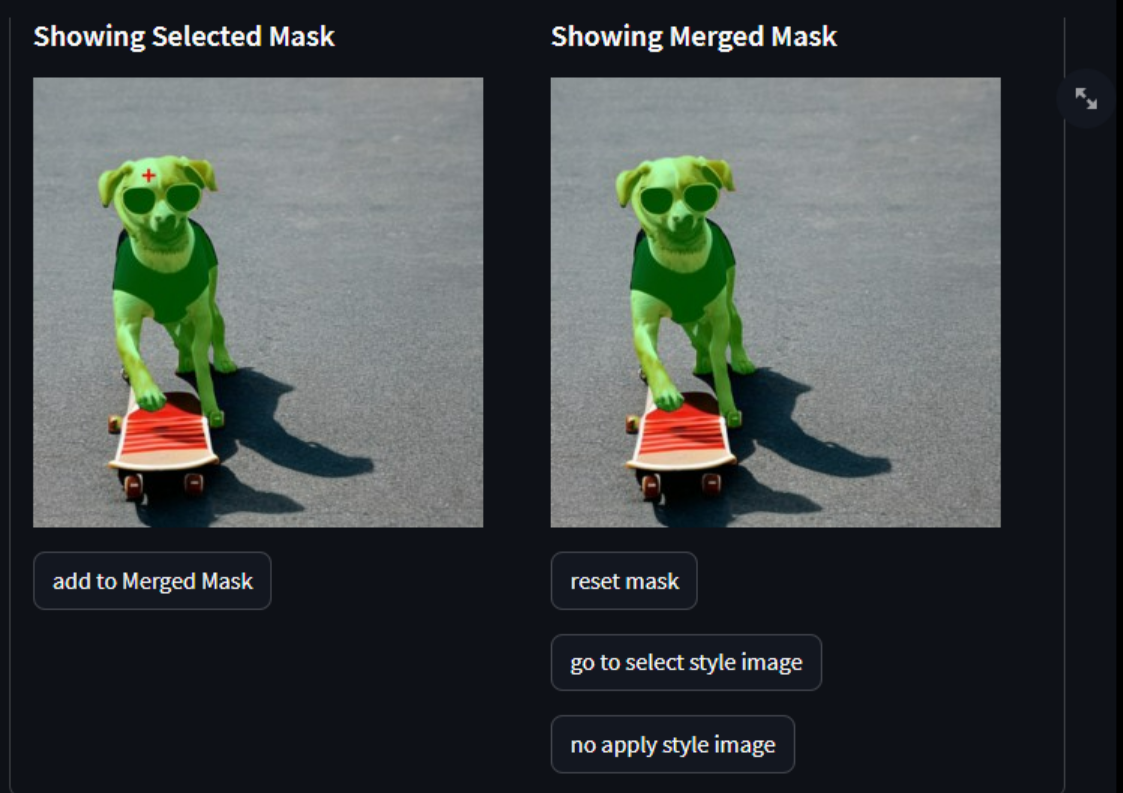 Showing Selected Mask
Showing Merged Mask
add to Merged Mask
reset mask
go to select style image
no apply style image